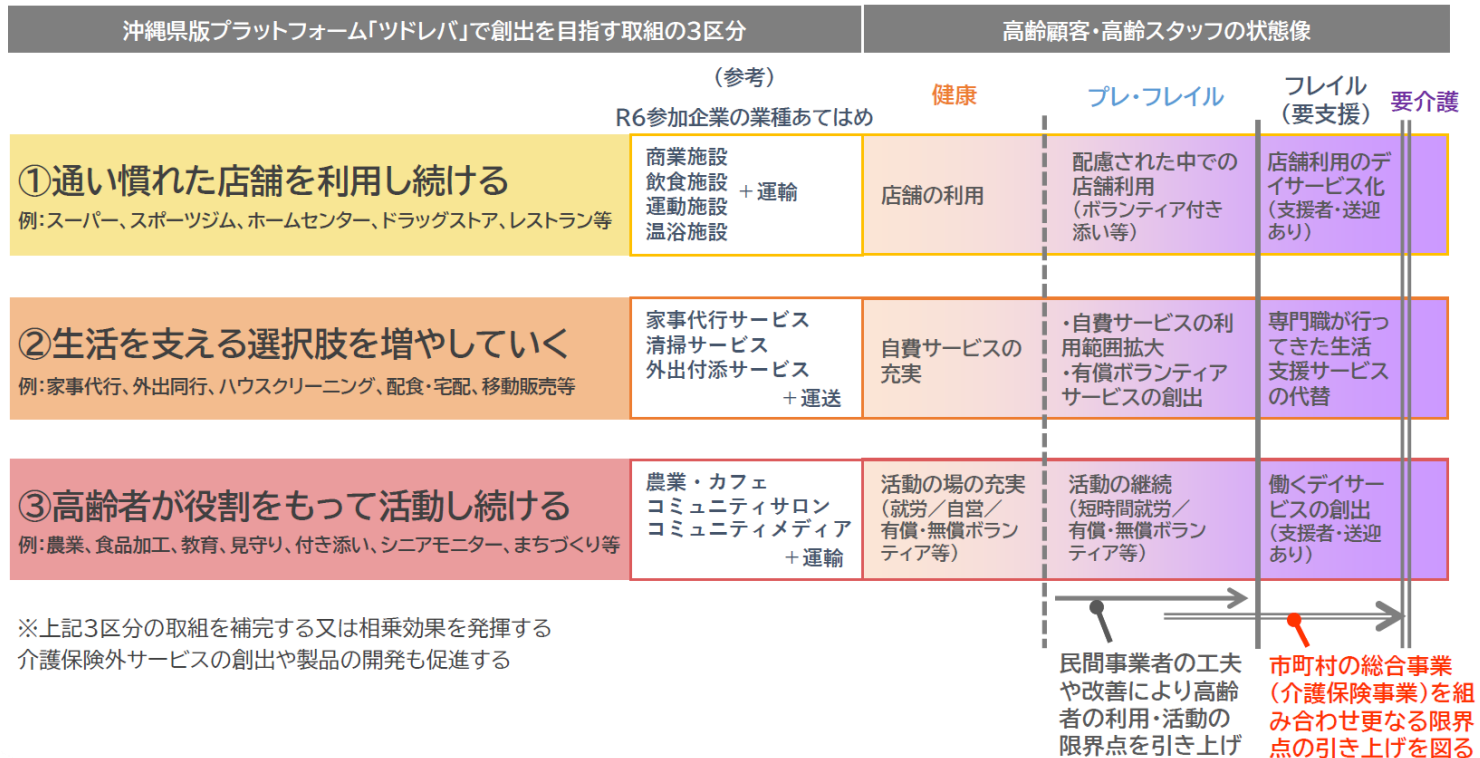 沖縄県版プラットフォーム「ツドレバ」で創出を目指す取組の3区分
高齢顧客・高齢スタッフの状態像
（参考）
R6参加企業の業種あてはめ
健康
プレ・フレイル
フレイル
（要支援）
要介護
①通い慣れた店舗を利用し続ける
例：スーパー、スポーツジム、ホームセンター、ドラッグストア、レストラン等
商業施設
飲食施設
運動施設
温浴施設
＋運輸
店舗の利用
配慮された中での
店舗利用
（ボランティア付き
添い等）
店舗利用のデ
イサービス化
（支援者・送迎
あり）
②生活を支える選択肢を増やしていく
例：家事代行、外出同行、ハウスクリーニング、配食・宅配、移動販売等
家事代行サービス
清掃サービス
外出付添サービス
＋運送
自費サービスの
充実
・自費サービスの利
用範囲拡大
・有償ボランティア
サービスの創出
専門職が行っ
てきた生活
支援サービス
の代替
③高齢者が役割をもって活動し続ける
例：農業、食品加工、教育、見守り、付き添い、シニアモニター、まちづくり等
農業・カフェ
コミュニティサロン
コミュニティメディア
＋運輸
活動の場の充実
（就労／自営／
有償・無償ボラン
ティア等）
活動の継続
（短時間就労／
有償・無償ボラン
ティア等）
働くデイサー
ビスの創出
（支援者・送迎
あり）
※上記3区分の取組を補完する又は相乗効果を発揮する
介護保険外サービスの創出や製品の開発も促進する
民間事業者の工夫
や改善により高齢
者の利用・活動の
限界点を引き上げ
市町村の総合事業
（介護保険事業）を組
み合わせ更なる限界
点の引き上げを図る